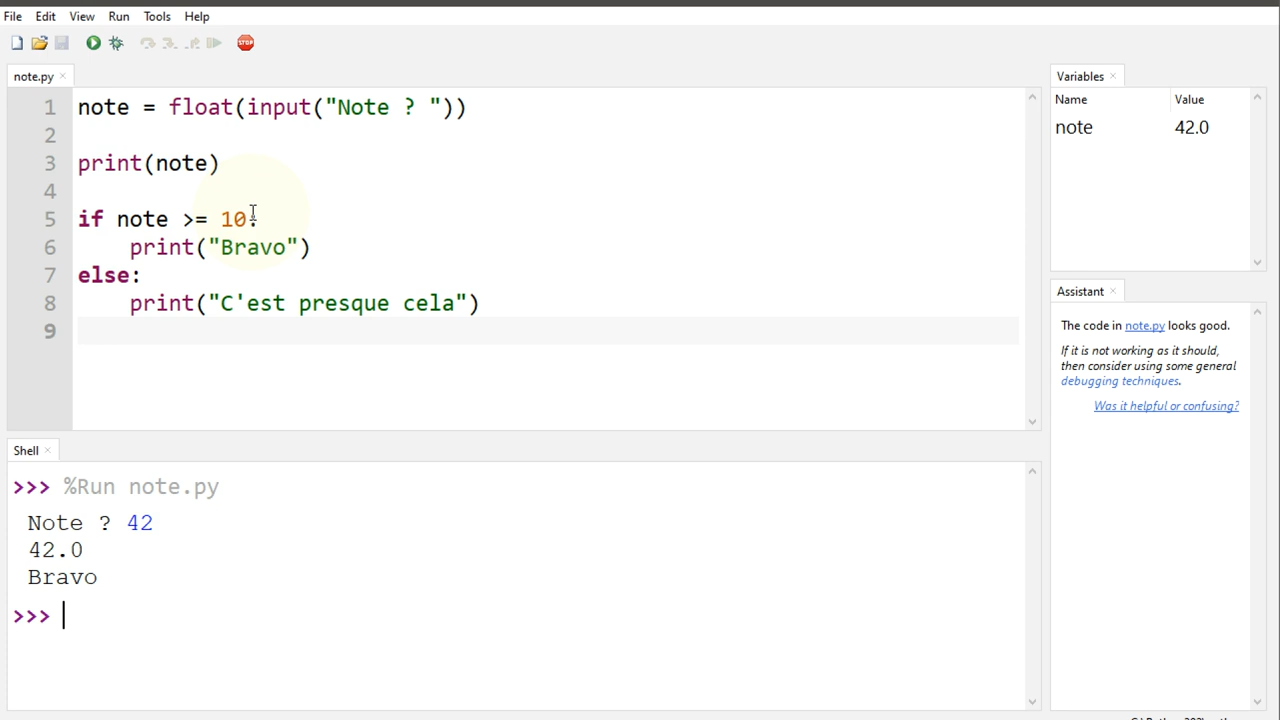 File Edit View Run Tools Help
STOP
note.py
1 note = float(input("Note ? "))
2
3 print(note)
4
5 if note >= 10:
6 print("Bravo")
7 else:
8 print("C'est presque cela")
9
Variables
Name Value
note 42.0
Assistant
The code in note.py looks good.
If it is not working as it should,
then consider using some general
debugging techniques.
Was it helpful or confusing?
Shell
>>> %Run note.py
Note ? 42
42.0
Bravo
>>>